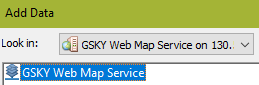 Add Data
Look in: GSKY Web Map Service on 130.
GSKY Web Map Service